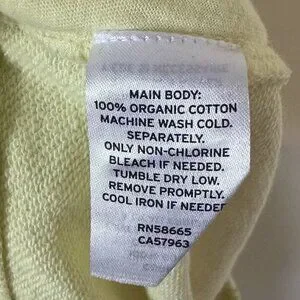 MAIN BODY:
100% ORGANIC COTTON
MACHINE WASH COLD.
SEPARATELY.
ONLY NON-CHLORINE
BLEACH IF NEEDED.
TUMBLE DRY LOW.
REMOVE PROMPTLY.
COOL IRON IF NEEDED
RN58665
CA57963